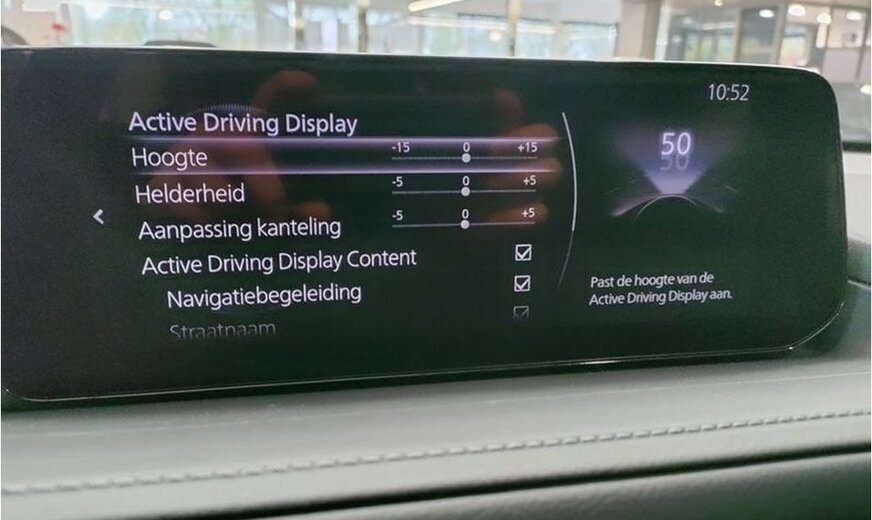 10:52
Active Driving Display
Hoogte -15 0 +15
Helderheid -5 0 +5
Aanpassing kanteling -5 0 +5
Active Driving Display Content
Navigatiebegeleiding
Straatnaam
50
50
Past de hoogte van de
Active Driving Display aan.